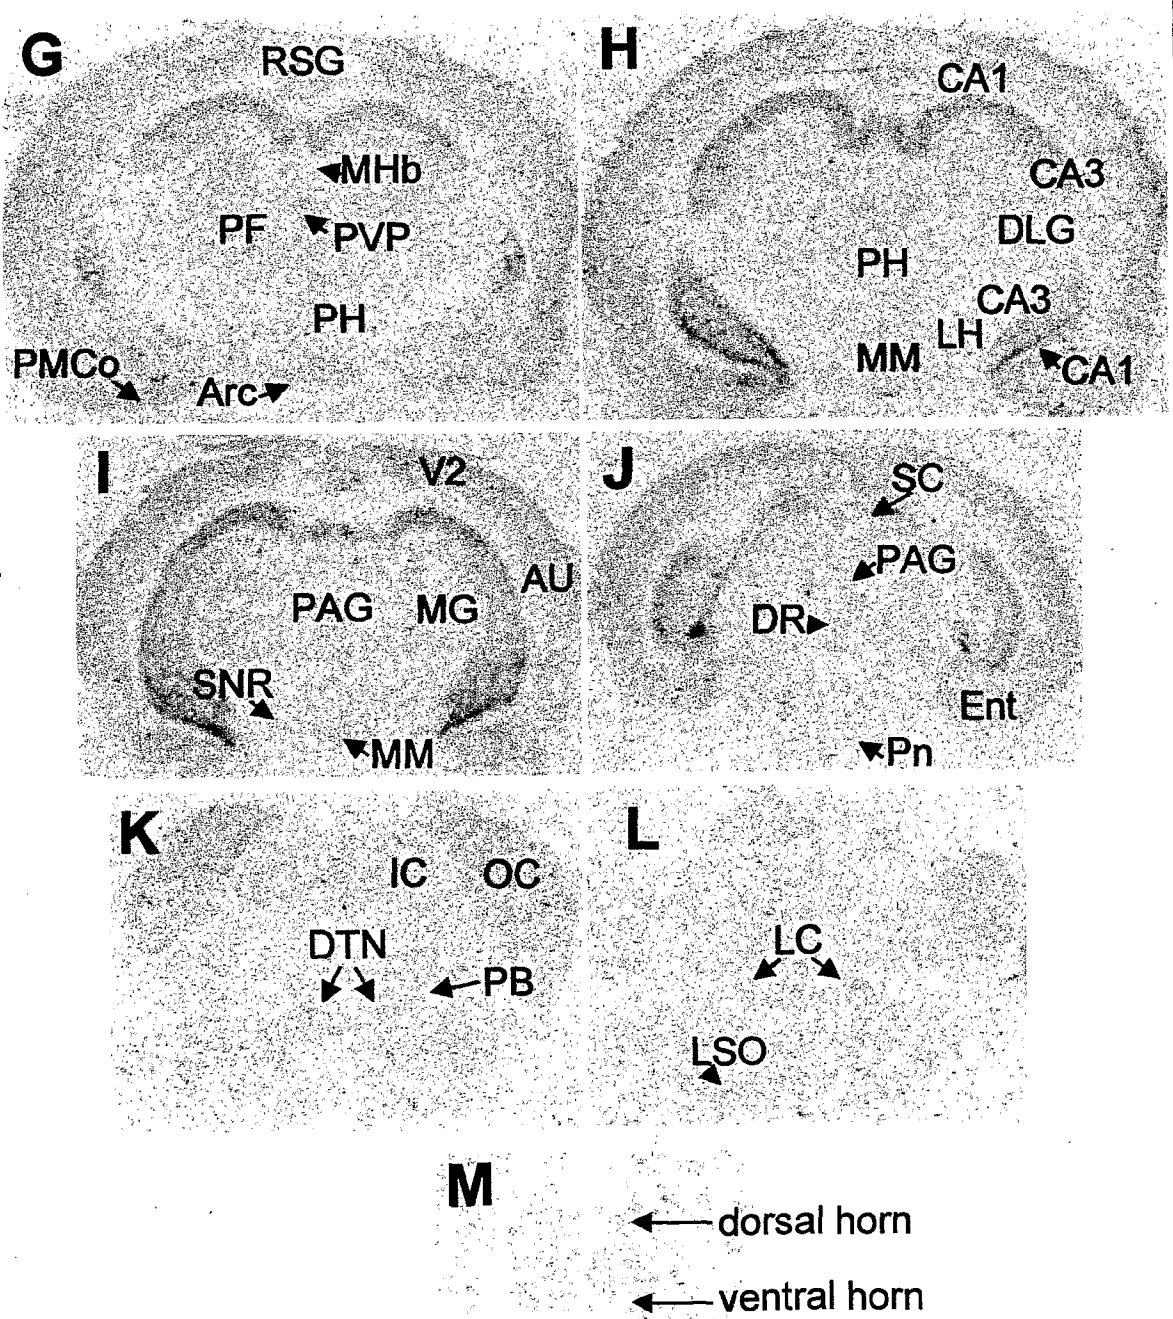 G
RSG
MHb
PF
PVP
PH
PMCo
Arc
H
CA1
CA3
DLG
PH
CA3
LH
MM
CA1
I
V2
AU
PAG
MG
SNR
MM
J
SC
PAG
DR
Ent
Pn
K
IC
OC
DTN
PB
L
LC
LSO
M
dorsal horn
ventral horn